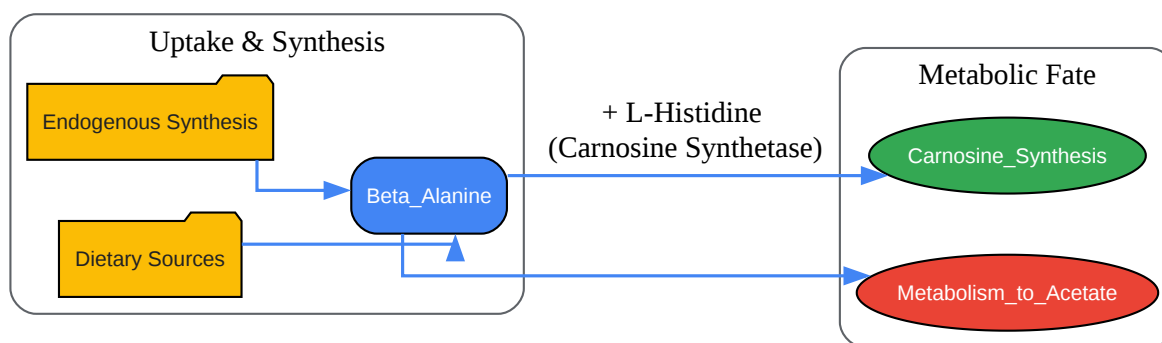 Uptake & Synthesis
Endogenous Synthesis
Beta_Alanine
Dietary Sources
+ L-Histidine
(Carnosine Synthetase)
Metabolic Fate
Carnosine_Synthesis
Metabolism_to_Acetate